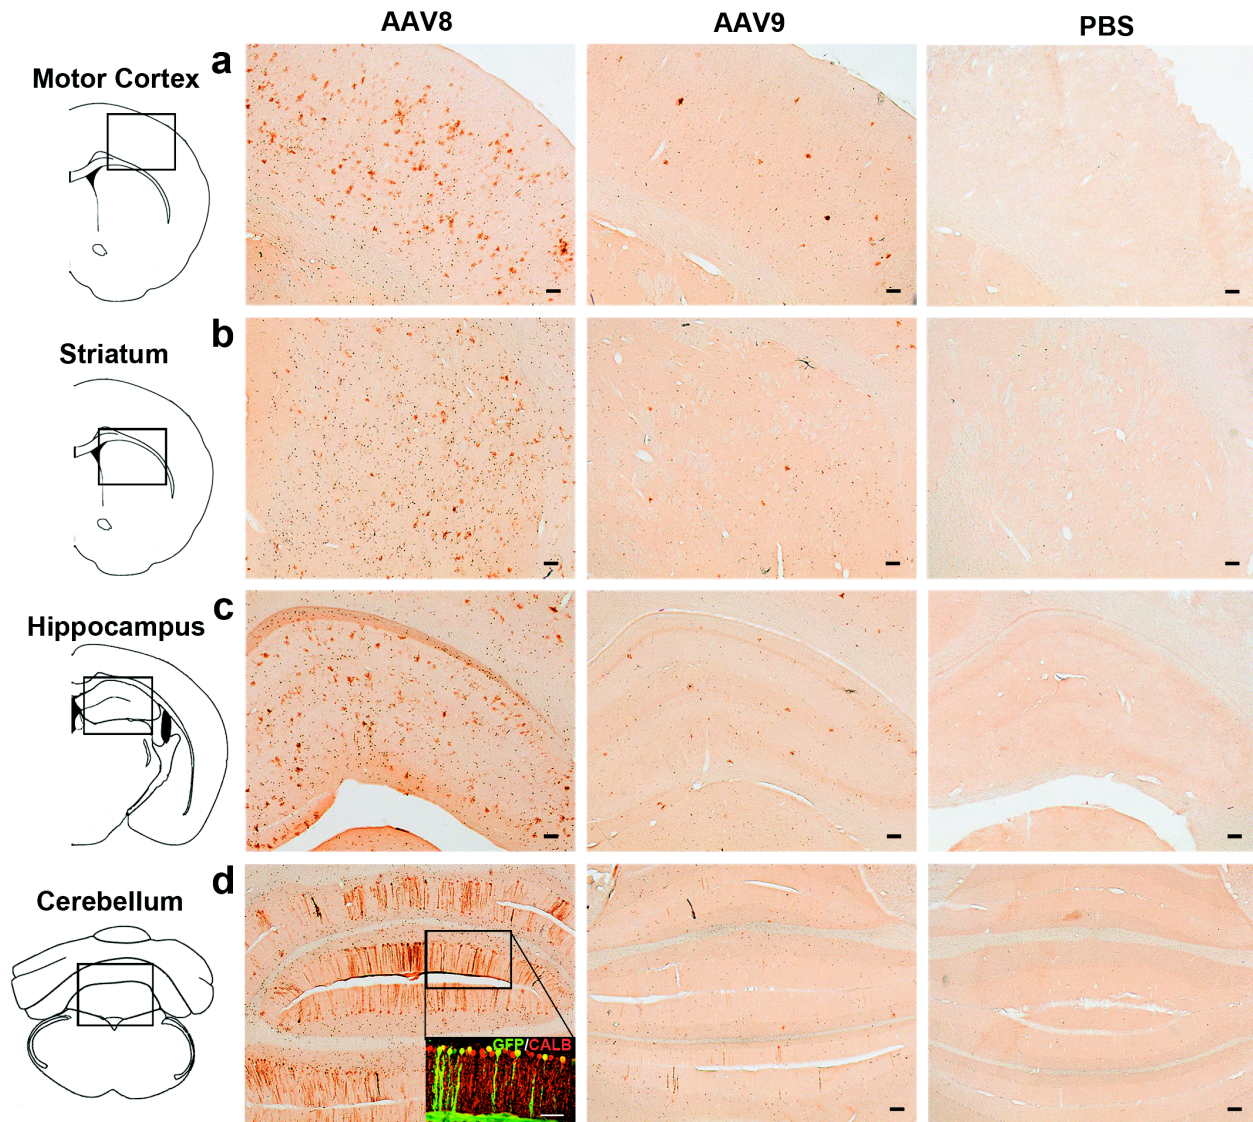 AAV8 AAV9 PBS
Motor Cortex a
Striatum b
Hippocampus c
Cerebellum d
GFP/CALB